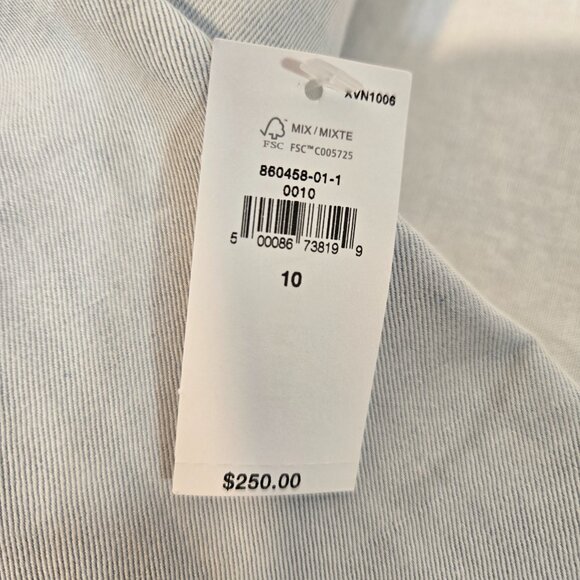 XVN1006
MIX / MIXTE
FSC FSC™ C005725
860458-01-1
0010
5 00086 73819 9
10
$250.00